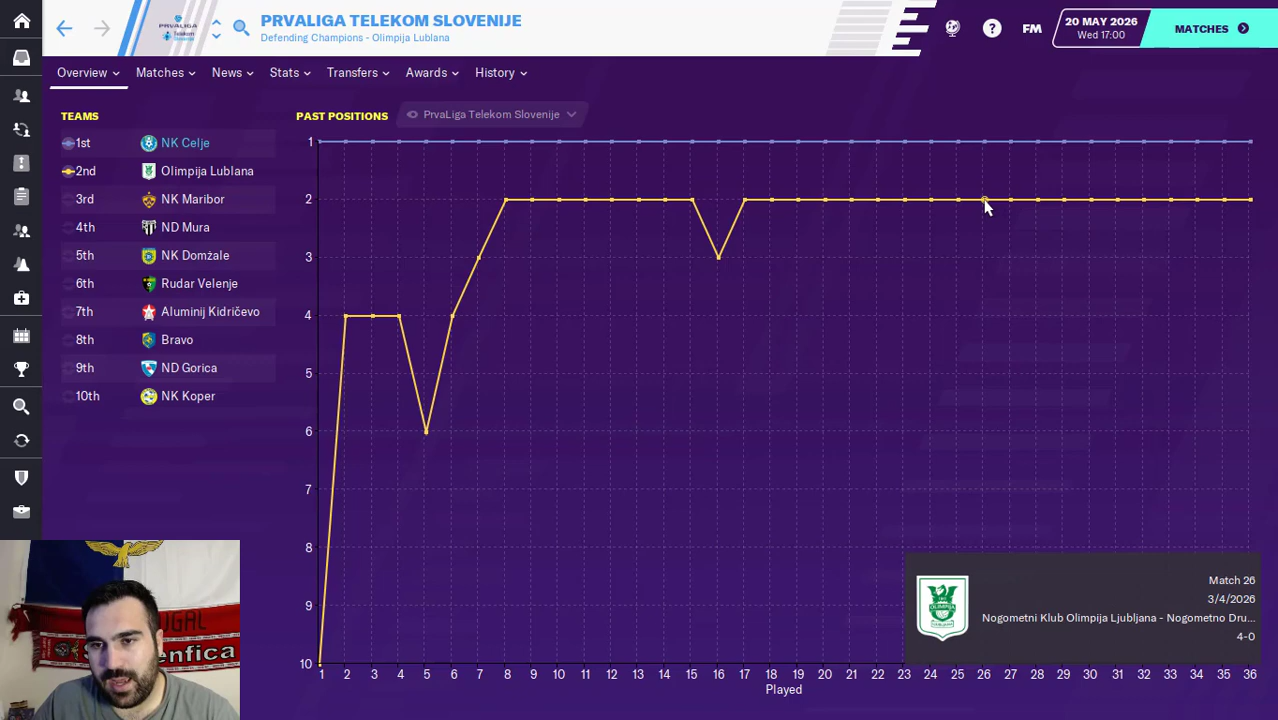 PRVALIGA
Telekom
Slovenije
PRVALIGA TELEKOM SLOVENIJE
Defending Champions - Olimpija Lublana
?
FM
20 MAY 2026
Wed 17:00
MATCHES
Overview
Matches
News
Stats
Transfers
Awards
History
TEAMS
1st NK Celje
2nd Olimpija Lublana
3rd NK Maribor
4th ND Mura
5th NK Domžale
6th Rudar Velenje
7th Aluminij Kidričevo
8th Bravo
9th ND Gorica
10th NK Koper
PAST POSITIONS
PrvaLiga Telekom Slovenije
1
2
3
4
5
6
7
8
9
10
1 2 3 4 5 6 7 8 9 10 11 12 13 14 15 16 17 18 19 20 21 22 23 24 25 26 27 28 29 30 31 32 33 34 35 36
Played
OLIMPIJA
Match 26
3/4/2026
Nogometni Klub Olimpija Ljubljana - Nogometno Dru...
4-0
GAL
enfica